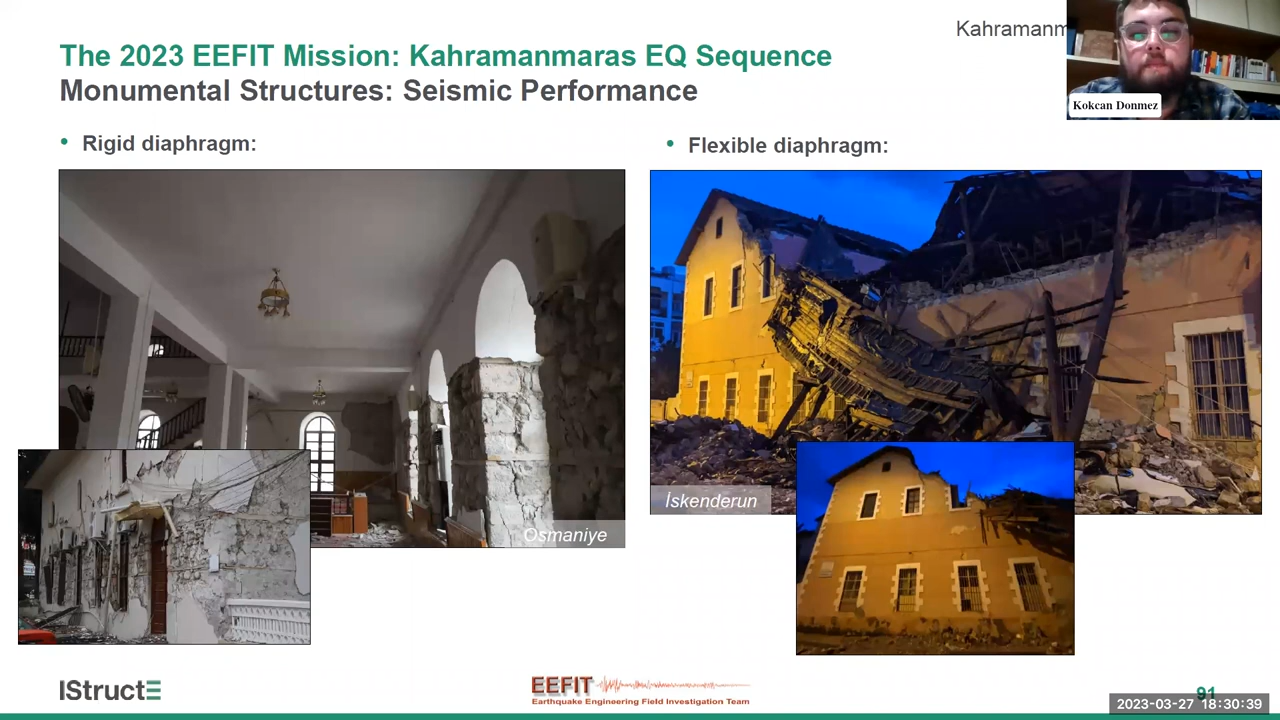 The 2023 EEFIT Mission: Kahramanmaras EQ Sequence
Monumental Structures: Seismic Performance
Kahramanm
Kokcan Donmez
• Rigid diaphragm:
• Flexible diaphragm:
Osmaniye
İskenderun
IStructE
EEFIT
Earthquake Engineering Field Investigation Team
91
2023-03-27 18:30:39